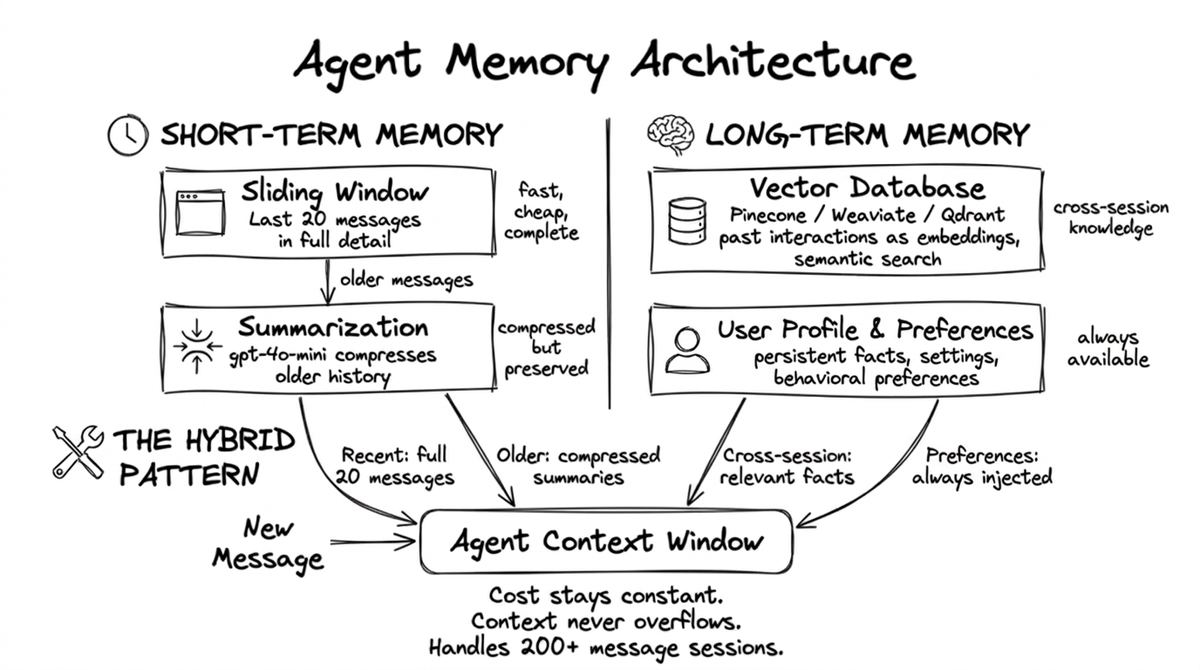 Agent Memory Architecture
SHORT-TERM MEMORY
Sliding Window
Last 20 messages
in full detail
fast,
cheap,
complete
older messages
Summarization
gpt-4o-mini compresses
older history
compressed
but
preserved
LONG-TERM MEMORY
Vector Database
Pinecone / Weaviate / Qdrant
past interactions as embeddings,
semantic search
cross-session
knowledge
User Profile & Preferences
persistent facts, settings,
behavioral preferences
always
available
THE HYBRID
PATTERN
Recent: full
20 messages
Older: compressed
summaries
Cross-session:
relevant facts
Preferences:
always injected
New
Message
Agent Context Window
Cost stays constant.
Context never overflows.
Handles 200+ message sessions.